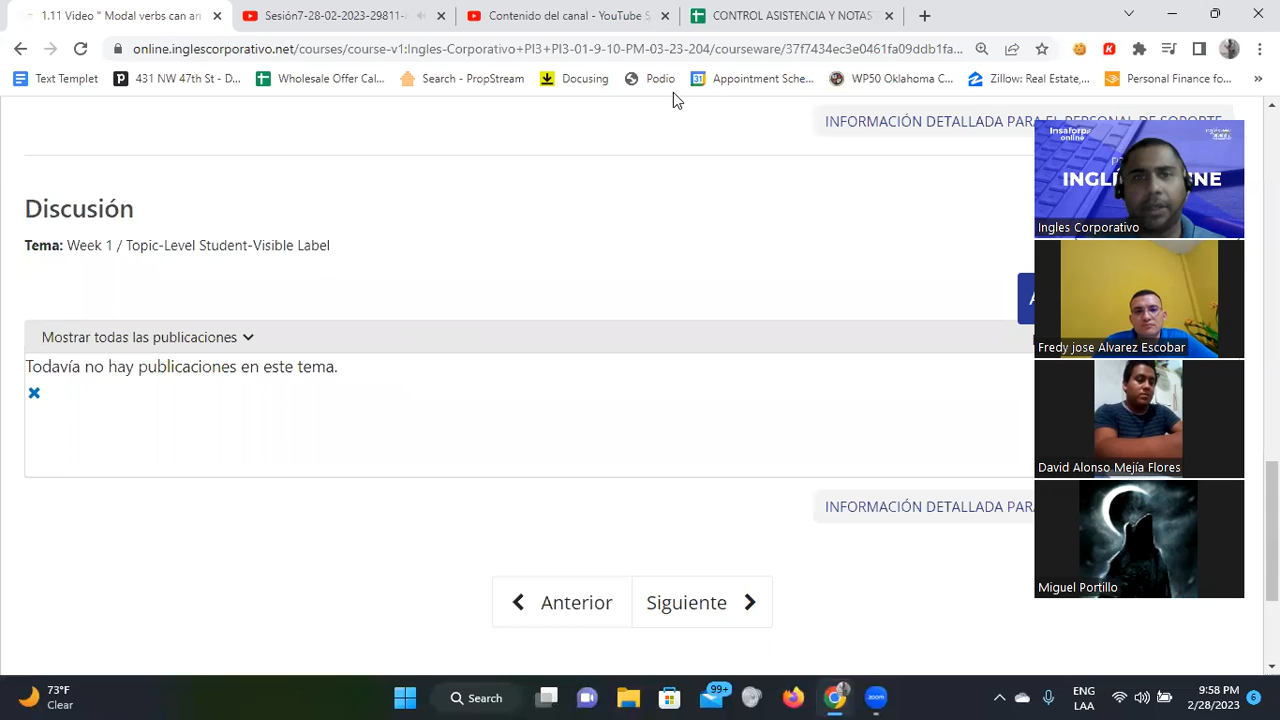 1.11 Video " Modal verbs can an
Sesión7-28-02-2023-29811-
Contenido del canal - YouTube S
CONTROL ASISTENCIA Y NOTAS
online.inglescorporativo.net/courses/course-v1:Ingles-Corporativo+PI3+PI3-01-9-10-PM-03-23-204/courseware/37f7434ec3e0461fa09ddb1fa...
Text Templet
431 NW 47th St - D...
Wholesale Offer Cal...
Search - PropStream
Docusing
Podio
Appointment Sche...
WP50 Oklahoma C...
Zillow: Real Estate,...
Personal Finance fo...
»
INFORMACIÓN DETALLADA PARA EL PERSONAL DE SOPORTE
Insaforp
online
INGLÉ
NE
Ingles Corporativo
Discusión
Tema: Week 1 / Topic-Level Student-Visible Label
Mostrar todas las publicaciones
Fredy jose Alvarez Escobar
Todavía no hay publicaciones en este tema.
David Alonso Mejía Flores
INFORMACIÓN DETALLADA PARA
Miguel Portillo
Anterior
Siguiente
73°F
Clear
Search
99+
ENG
LAA
9:58 PM
2/28/2023
6